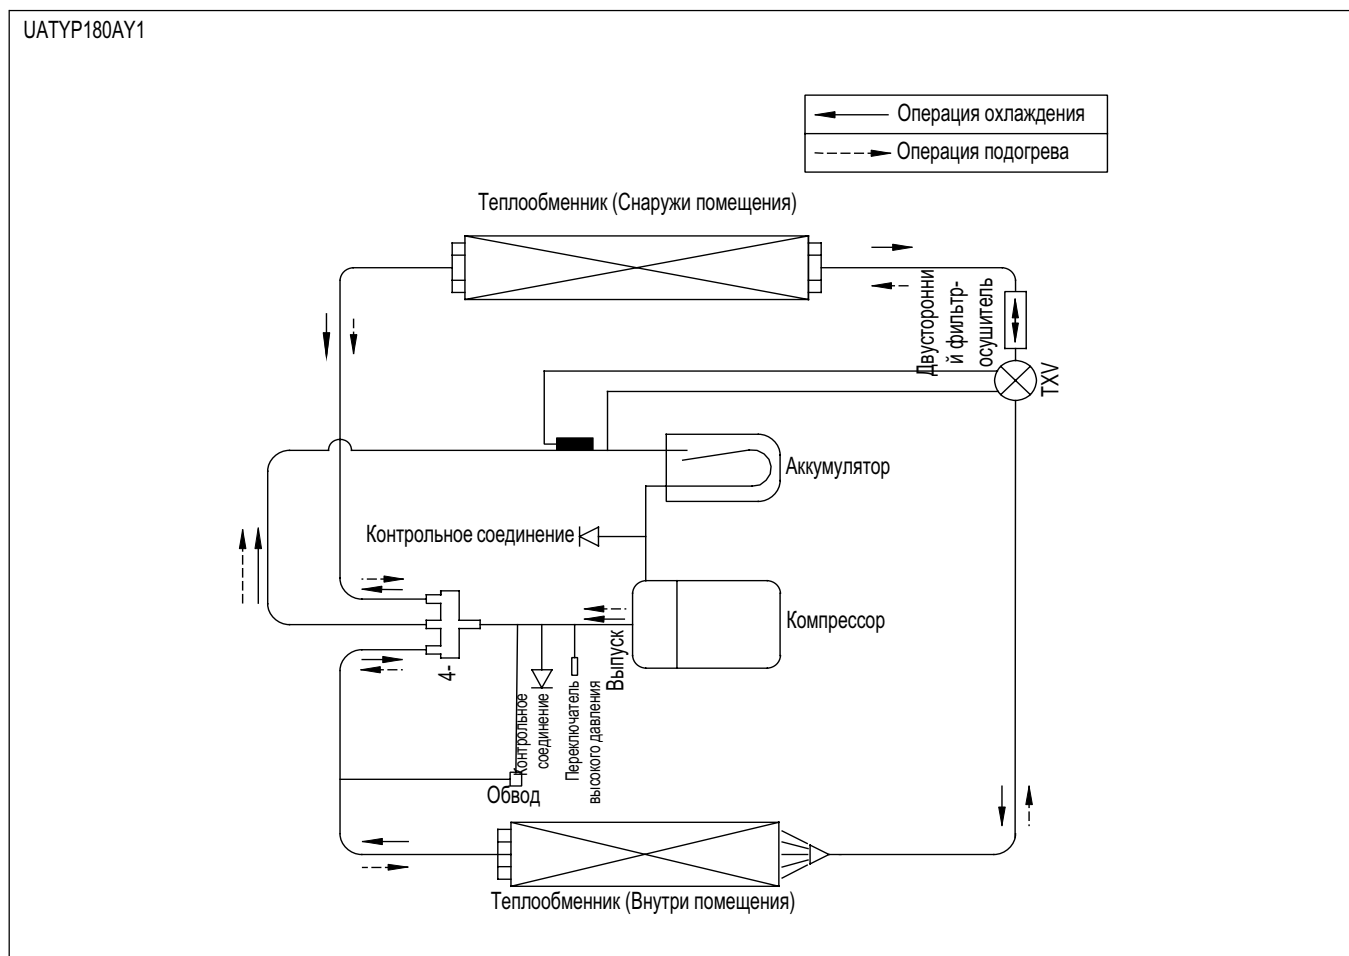 UATYP180AY1
Операция охлаждения
Операция подогрева
Теплообменник (Снаружи помещения)
Двусторонни
й фильтр-
осушитель
TXV
Аккумулятор
Контрольное соединение
Компрессор
Выпуск
4-
Контрольное
соединение
Переключатель
высокого давления
Обвод
Теплообменник (Внутри помещения)